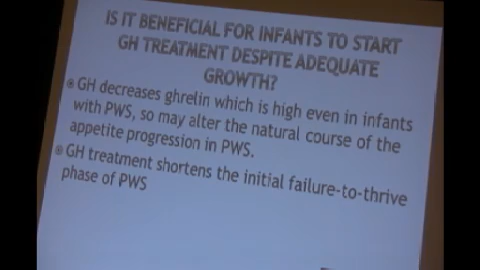 IS IT BENEFICIAL FOR INFANTS TO START
GH TREATMENT DESPITE ADEQUATE
GROWTH?
GH decreases ghrelin which is high even in infants
with PWS, so may alter the natural course of the
appetite progression in PWS.
GH treatment shortens the initial failure-to-thrive
phase of PWS